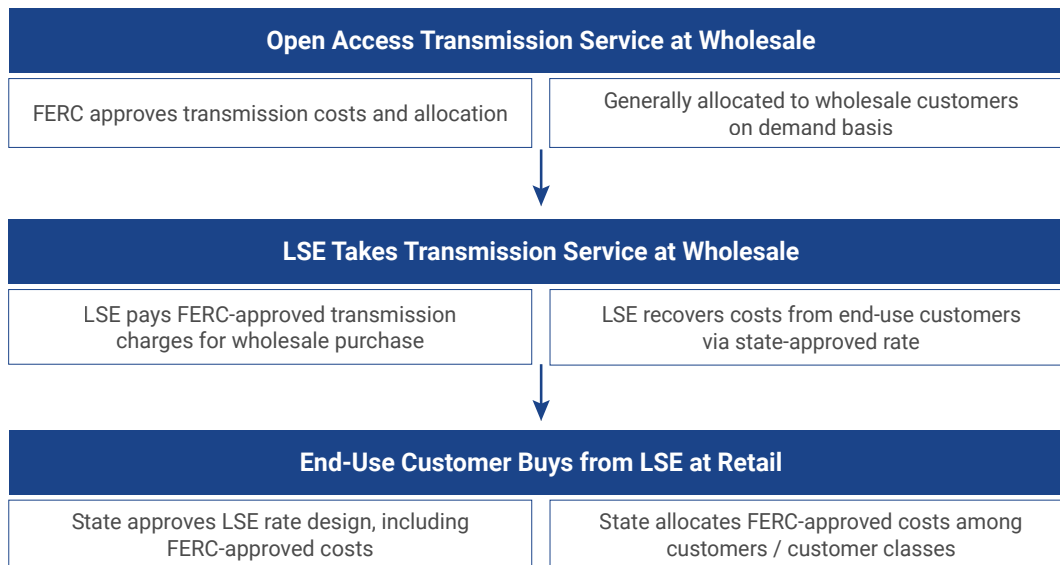 Open Access Transmission Service at Wholesale
FERC approves transmission costs and allocation
Generally allocated to wholesale customers
on demand basis
LSE Takes Transmission Service at Wholesale
LSE pays FERC-approved transmission
charges for wholesale purchase
LSE recovers costs from end-use customers
via state-approved rate
End-Use Customer Buys from LSE at Retail
State approves LSE rate design, including
FERC-approved costs
State allocates FERC-approved costs among
customers / customer classes